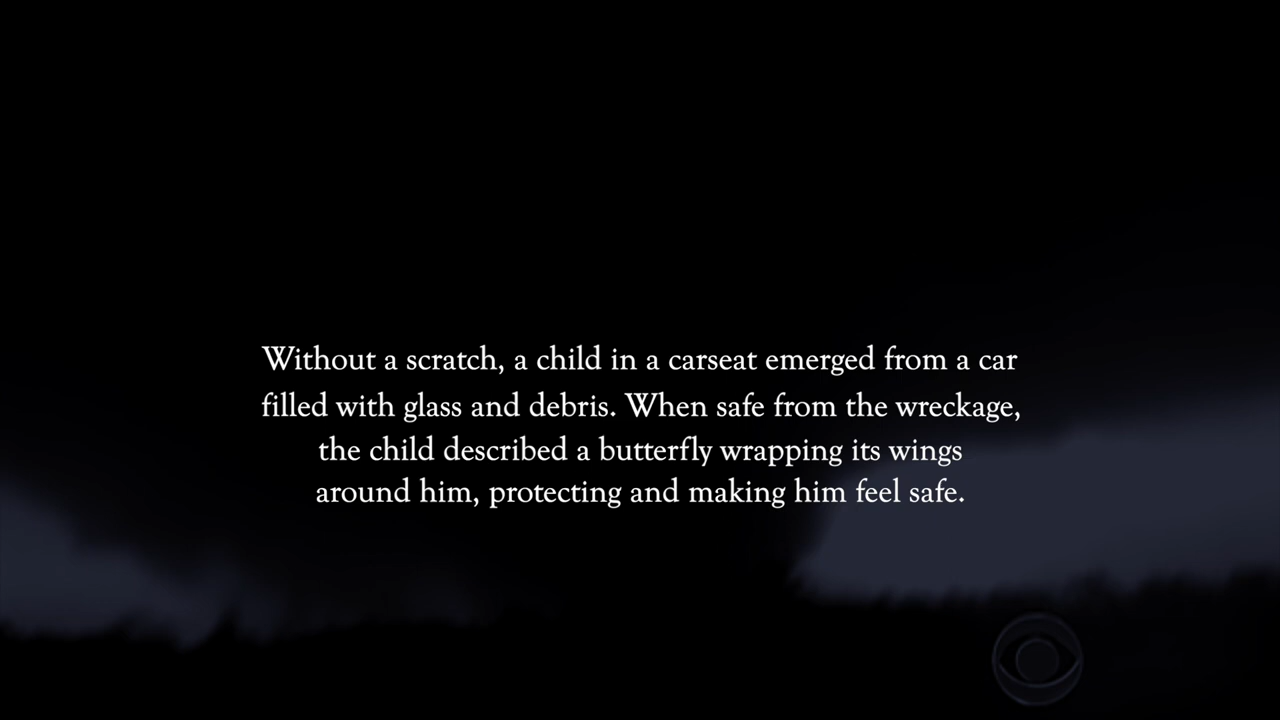 Without a scratch, a child in a carseat emerged from a car
filled with glass and debris. When safe from the wreckage,
the child described a butterfly wrapping its wings
around him, protecting and making him feel safe.